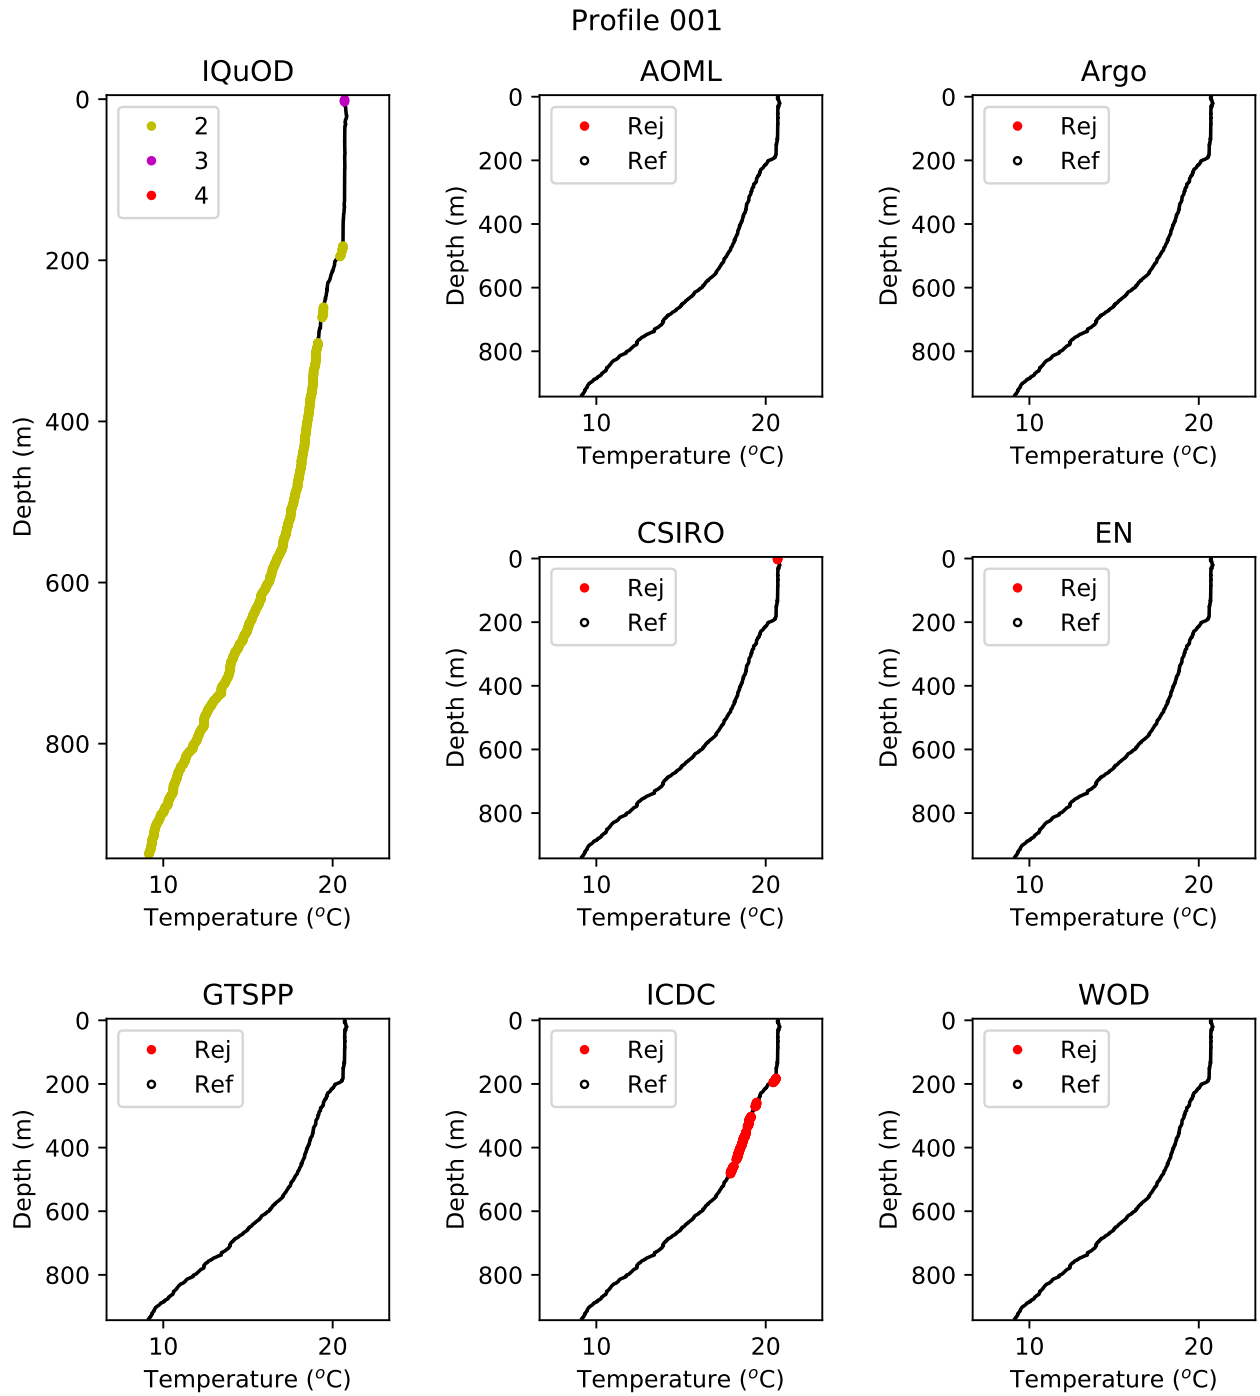 Profile 001
IQuOD
2
3
4
0
200
400
600
800
Depth (m)
10 20
Temperature (°C)
AOML
Rej
Ref
0
200
400
600
800
Depth (m)
10 20
Temperature (°C)
Argo
Rej
Ref
0
200
400
600
800
Depth (m)
10 20
Temperature (°C)
CSIRO
Rej
Ref
0
200
400
600
800
Depth (m)
10 20
Temperature (°C)
EN
Rej
Ref
0
200
400
600
800
Depth (m)
10 20
Temperature (°C)
GTSPP
Rej
Ref
0
200
400
600
800
Depth (m)
10 20
Temperature (°C)
ICDC
Rej
Ref
0
200
400
600
800
Depth (m)
10 20
Temperature (°C)
WOD
Rej
Ref
0
200
400
600
800
Depth (m)
10 20
Temperature (°C)